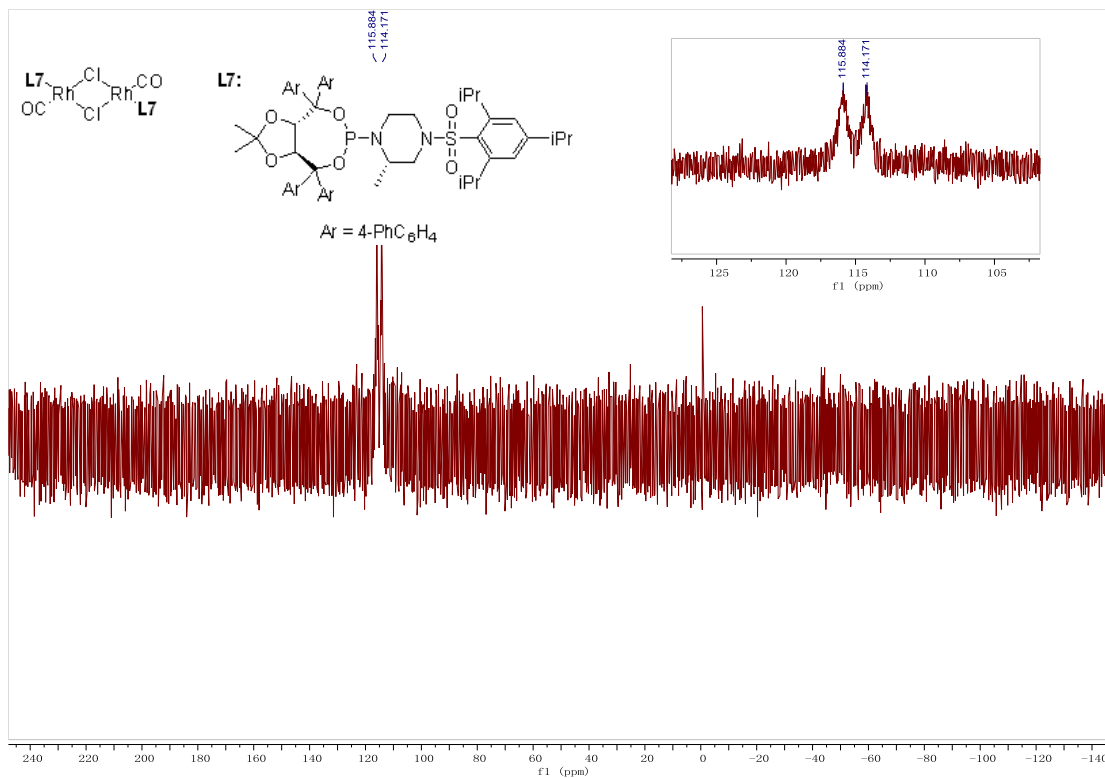 115.884
114.171
L7
Cl
CO
Rh
Rh
OC
Cl
L7
L7:
Ar
Ar
O
O
P
N
O
O
Ar
Ar
N
S
O
O
iPr
iPr
iPr
Ar = 4-PhC6H4
115.884
114.171
125
120
115
110
105
f1 (ppm)
240
220
200
180
160
140
120
100
80
60
40
20
0
-20
-40
-60
-80
-100
-120
-140
f1 (ppm)